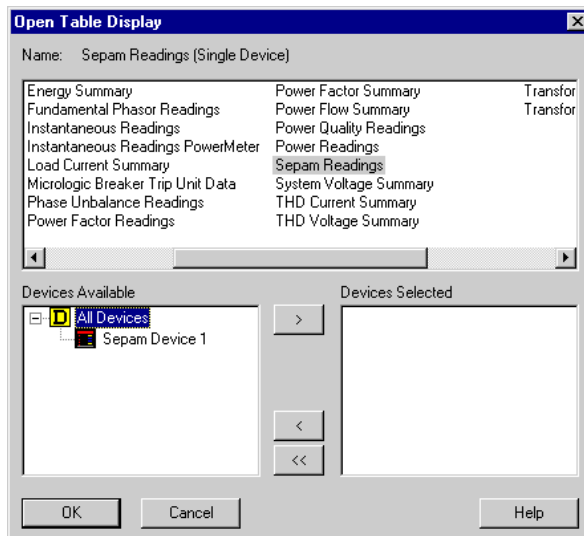 Open Table Display
Name: Sepam Readings (Single Device)
Energy Summary
Fundamental Phasor Readings
Instantaneous Readings
Instantaneous Readings PowerMeter
Load Current Summary
Micrologic Breaker Trip Unit Data
Phase Unbalance Readings
Power Factor Readings
Power Factor Summary
Power Flow Summary
Power Quality Readings
Power Readings
Sepam Readings
System Voltage Summary
THD Current Summary
THD Voltage Summary
Transfor
Transfor
Devices Available
All Devices
Sepam Device 1
>
<
<<
Devices Selected
OK
Cancel
Help